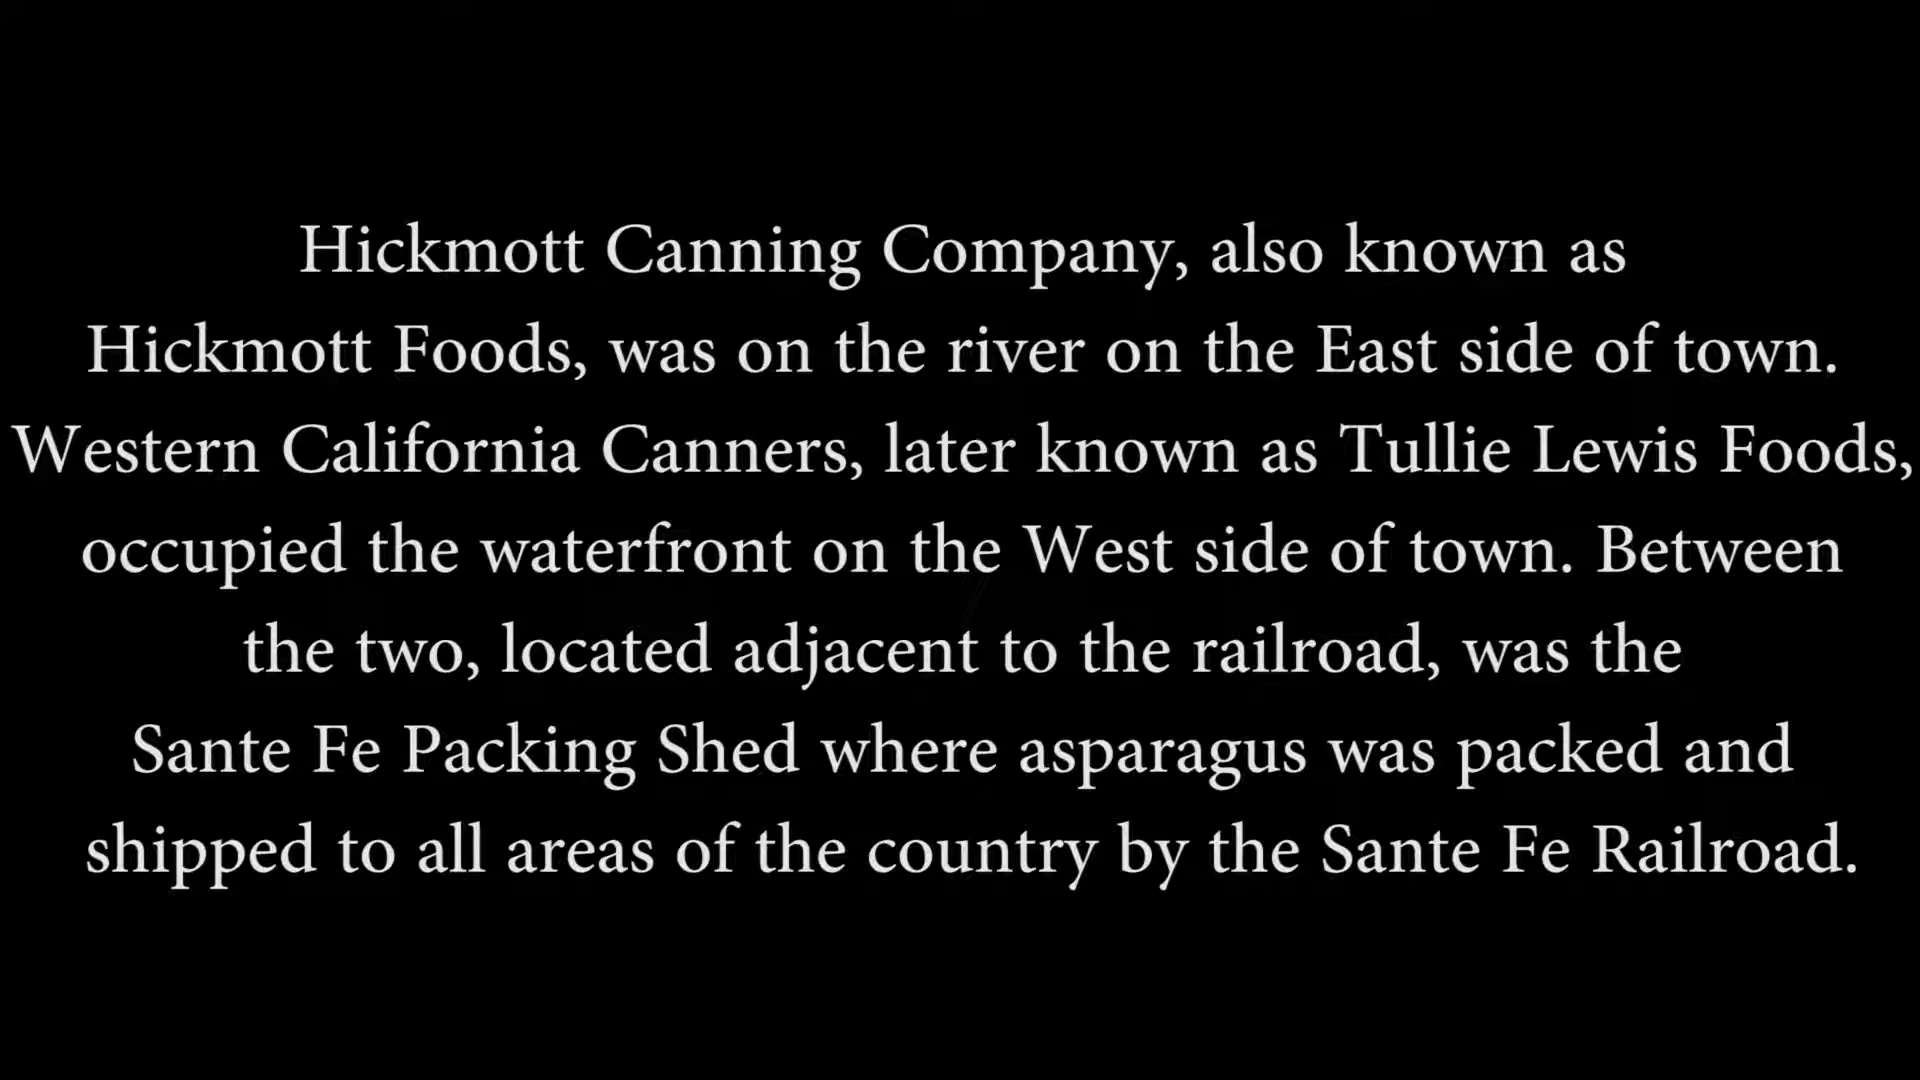 Hickmott Canning Company, also known as
Hickmott Foods, was on the river on the East side of town.
Western California Canners, later known as Tullie Lewis Foods,
occupied the waterfront on the West side of town. Between
the two, located adjacent to the railroad, was the
Sante Fe Packing Shed where asparagus was packed and
shipped to all areas of the country by the Sante Fe Railroad.